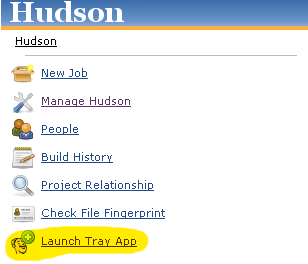 Hudson
Hudson
New Job
Manage Hudson
People
Build History
Project Relationship
Check File Fingerprint
Launch Tray App